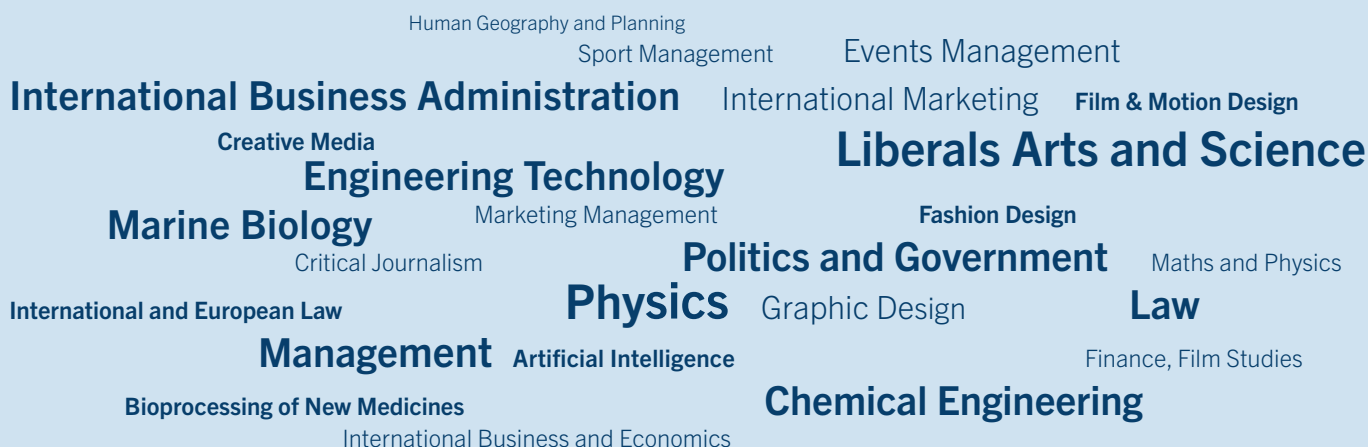 Human Geography and Planning
Sport Management Events Management
International Business Administration International Marketing Film & Motion Design
Creative Media Liberals Arts and Science
Engineering Technology
Marine Biology Marketing Management Fashion Design
Critical Journalism Politics and Government Maths and Physics
International and European Law Physics Graphic Design Law
Management Artificial Intelligence Finance, Film Studies
Bioprocessing of New Medicines Chemical Engineering
International Business and Economics